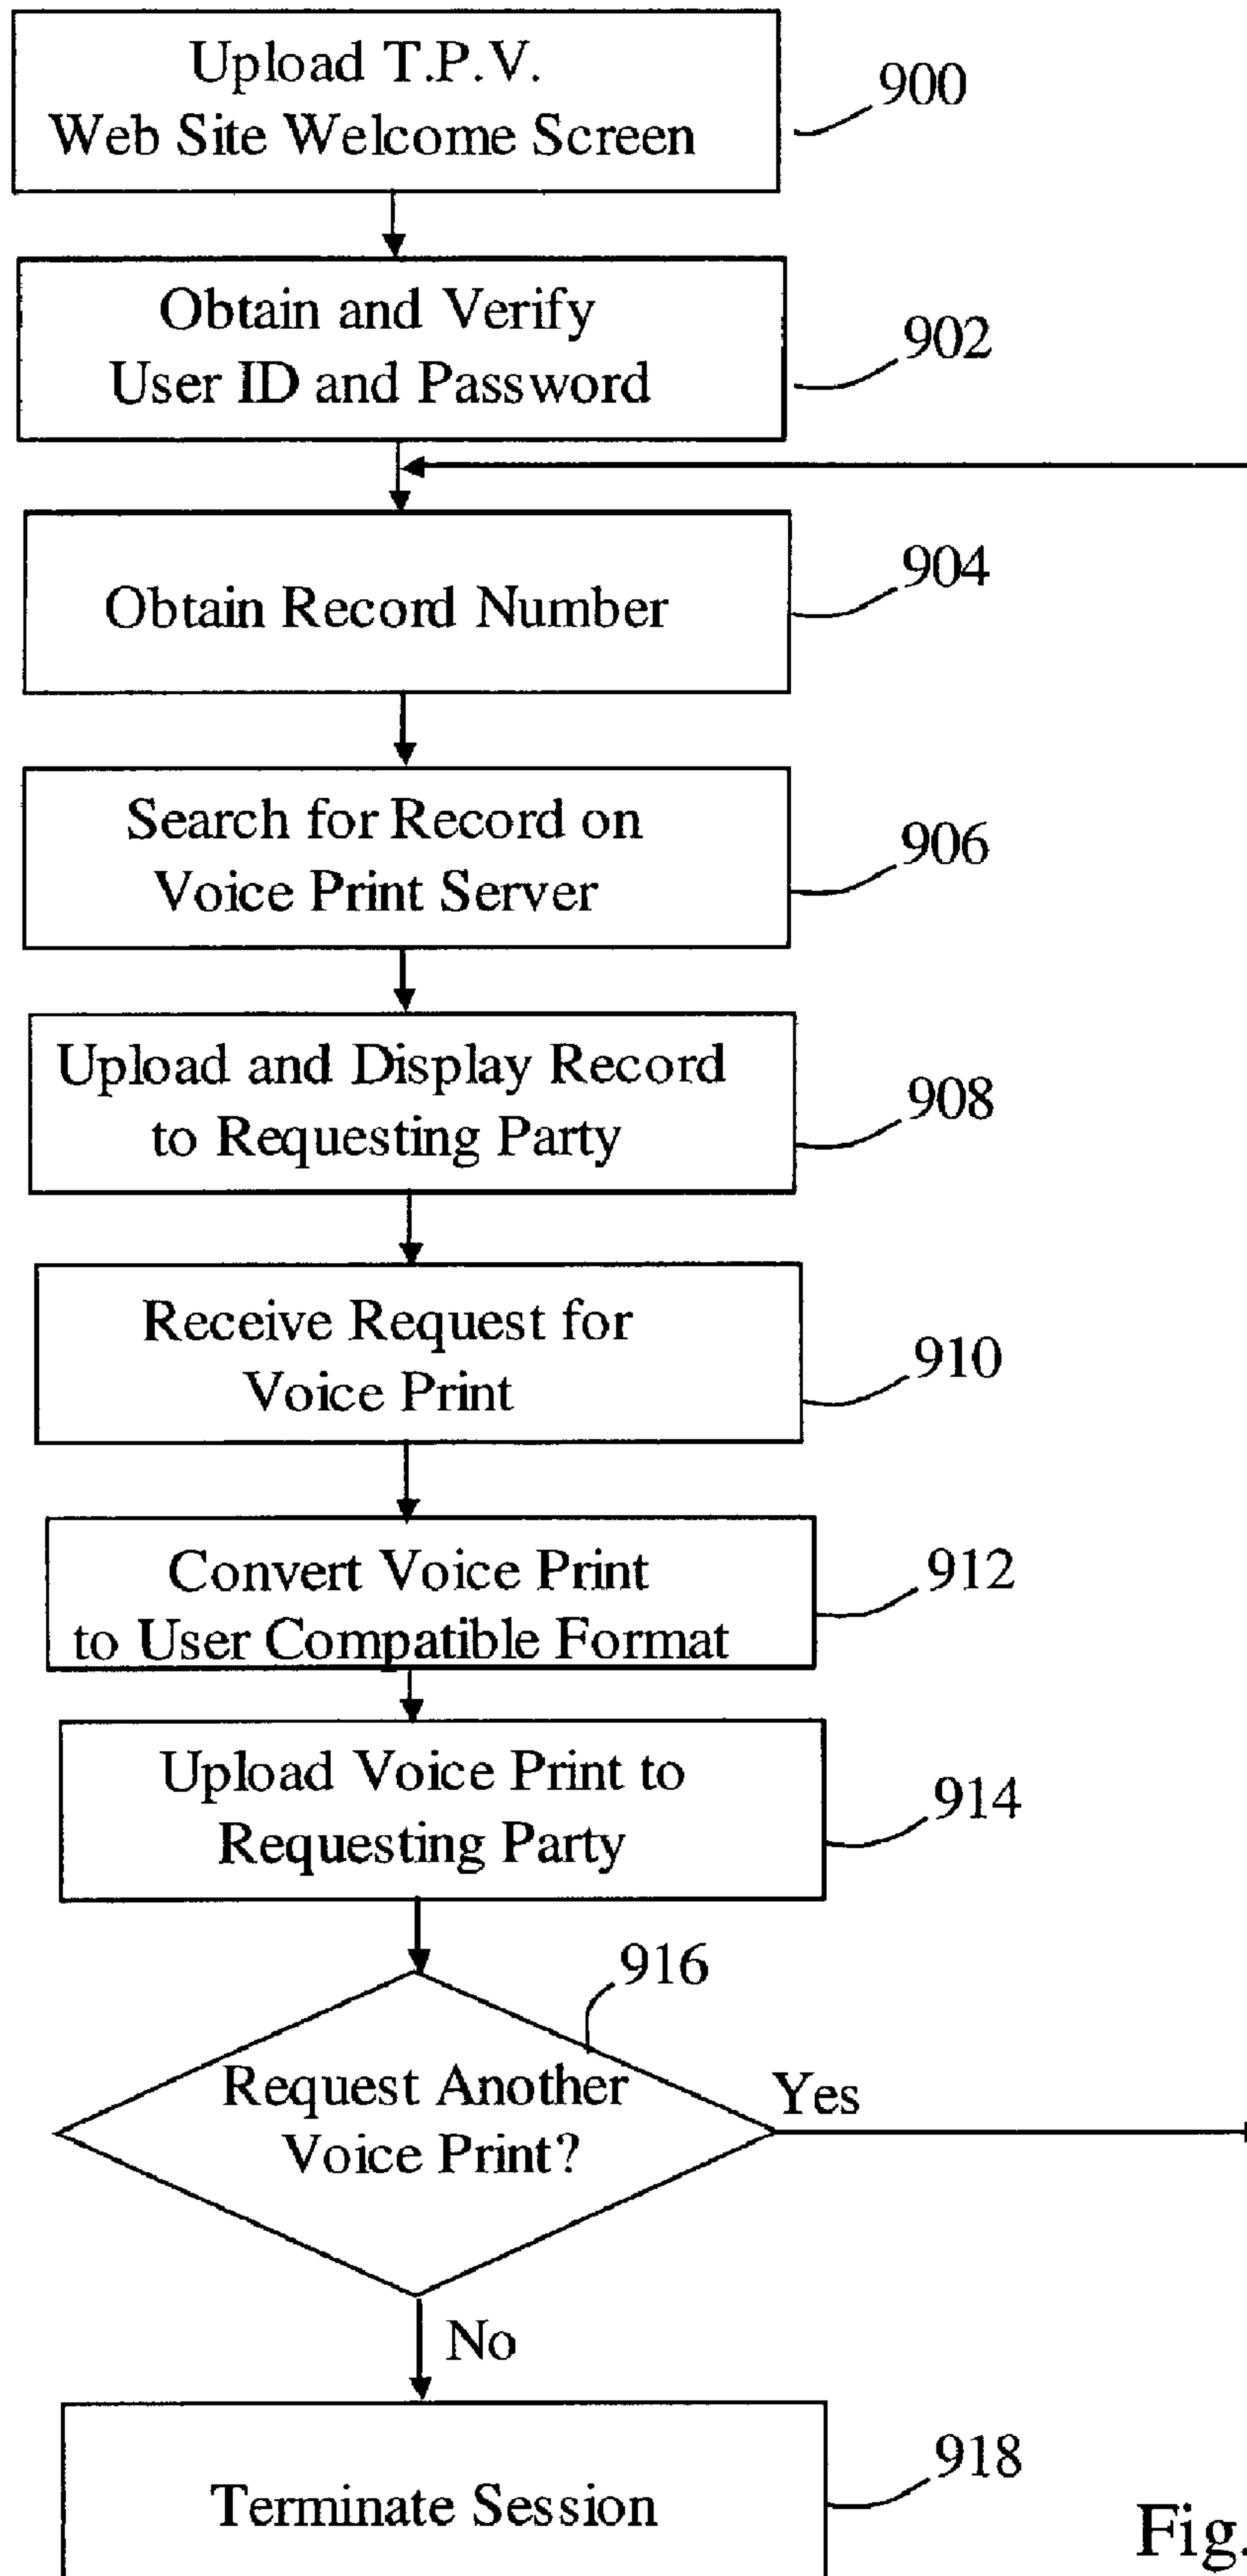 Upload T.P.V.
Web Site Welcome Screen
900
Obtain and Verify
User ID and Password
902
Obtain Record Number
904
Search for Record on
Voice Print Server
906
Upload and Display Record
to Requesting Party
908
Receive Request for
Voice Print
910
Convert Voice Print
to User Compatible Format
912
Upload Voice Print to
Requesting Party
914
916
Request Another
Voice Print?
Yes
No
Terminate Session
918
Fig.